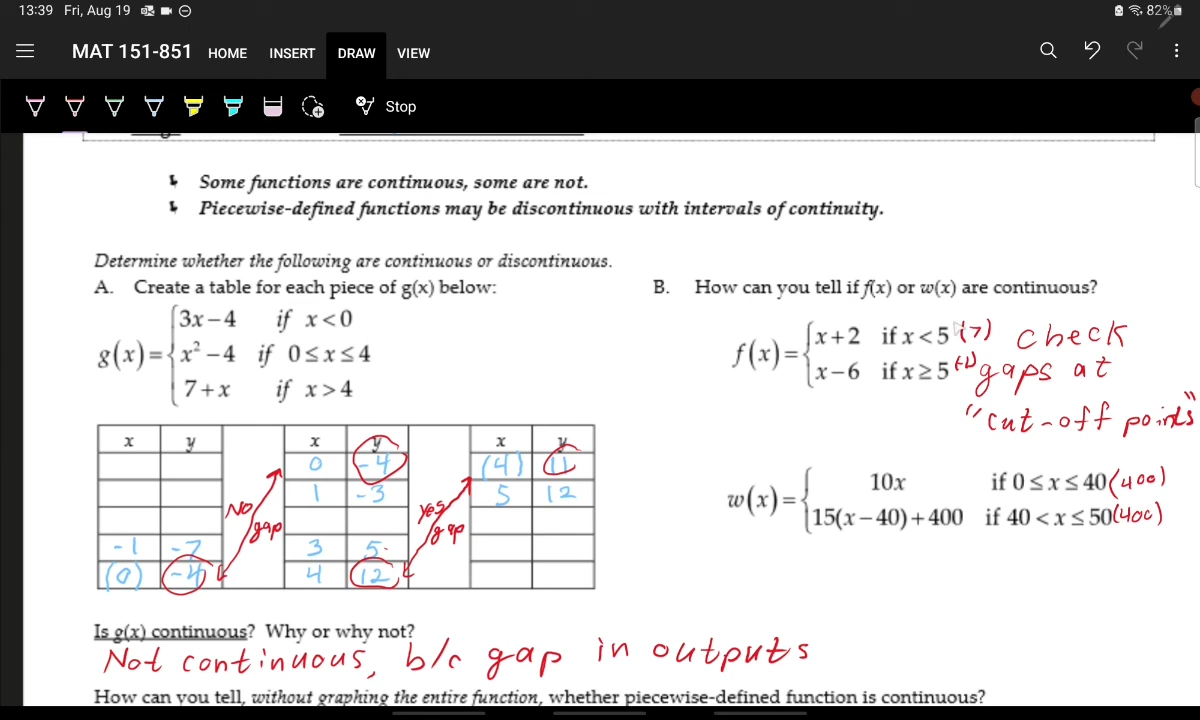 13:39 Fri, Aug 19 82%
MAT 151-851 HOME INSERT DRAW VIEW
Stop
Some functions are continuous, some are not.
Piecewise-defined functions may be discontinuous with intervals of continuity.
Determine whether the following are continuous or discontinuous.
A. Create a table for each piece of g(x) below:
g(x) = { 3x − 4 if x < 0
x² − 4 if 0 ≤ x ≤ 4
7 + x if x > 4
x y x y x y
0 -4 (4) 11
1 -3 5 12
No gap yes gap
-1 -7 3 5
(0) -4 4 12
B. How can you tell if f(x) or w(x) are continuous?
f(x) = { x + 2 if x < 5 (7)
x − 6 if x ≥ 5 (-1)
check
gaps at
"cut-off points"
w(x) = { 10x if 0 ≤ x ≤ 40 (400)
15(x − 40) + 400 if 40 < x ≤ 50 (400)
Is g(x) continuous? Why or why not?
Not continuous, b/c gap in outputs
How can you tell, without graphing the entire function, whether piecewise-defined function is continuous?